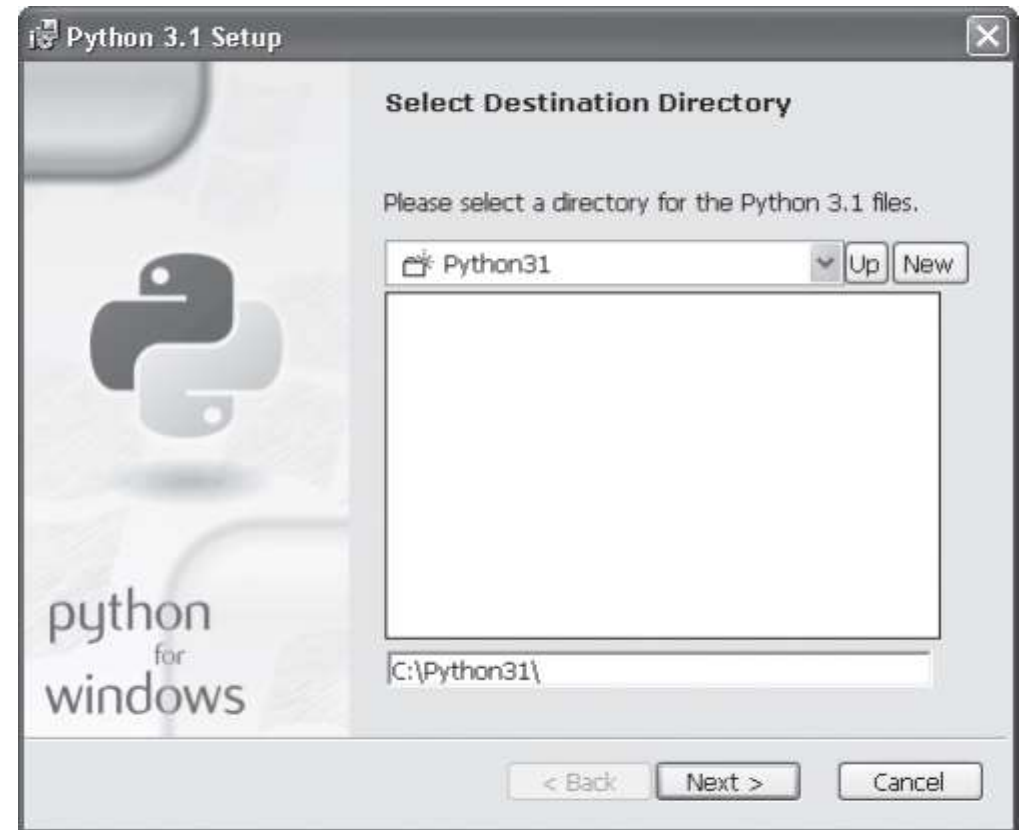 Python 3.1 Setup
Select Destination Directory
Please select a directory for the Python 3.1 files.
Python31
Up
New
C:\Python31\
python
for
windows
< Back
Next >
Cancel